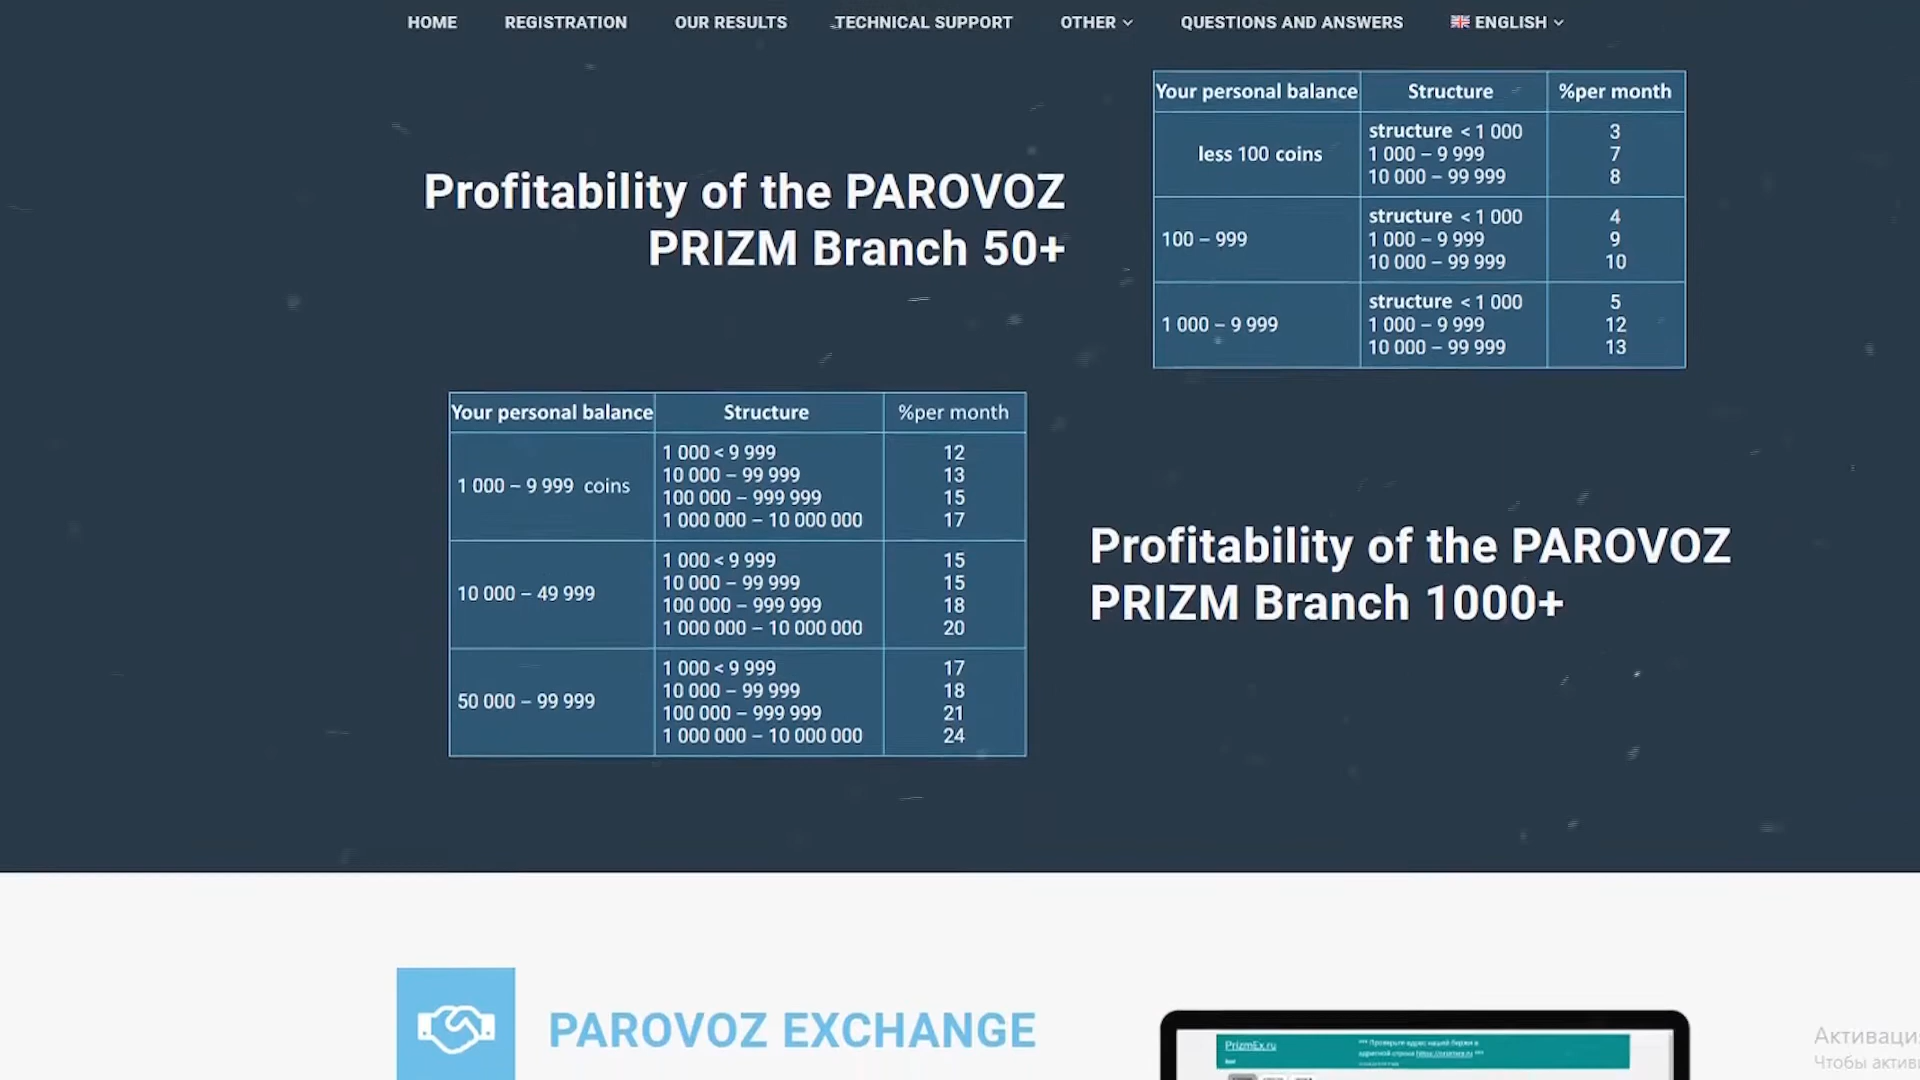 HOME REGISTRATION OUR RESULTS TECHNICAL SUPPORT OTHER QUESTIONS AND ANSWERS ENGLISH
Profitability of the PAROVOZ
PRIZM Branch 50+
Your personal balance Structure %per month
less 100 coins
structure < 1 000 3
1 000 – 9 999 7
10 000 – 99 999 8
100 – 999
structure < 1 000 4
1 000 – 9 999 9
10 000 – 99 999 10
1 000 – 9 999
structure < 1 000 5
1 000 – 9 999 12
10 000 – 99 999 13
Your personal balance Structure %per month
1 000 – 9 999 coins
1 000 < 9 999 12
10 000 – 99 999 13
100 000 – 999 999 15
1 000 000 – 10 000 000 17
10 000 – 49 999
1 000 < 9 999 15
10 000 – 99 999 15
100 000 – 999 999 18
1 000 000 – 10 000 000 20
50 000 – 99 999
1 000 < 9 999 17
10 000 – 99 999 18
100 000 – 999 999 21
1 000 000 – 10 000 000 24
Profitability of the PAROVOZ
PRIZM Branch 1000+
PAROVOZ EXCHANGE
PrizmEx.ru
*** Проверьте адрес нашей биржи в
адресной строке https://prizmex.ru ***
Активаци
Чтобы актив